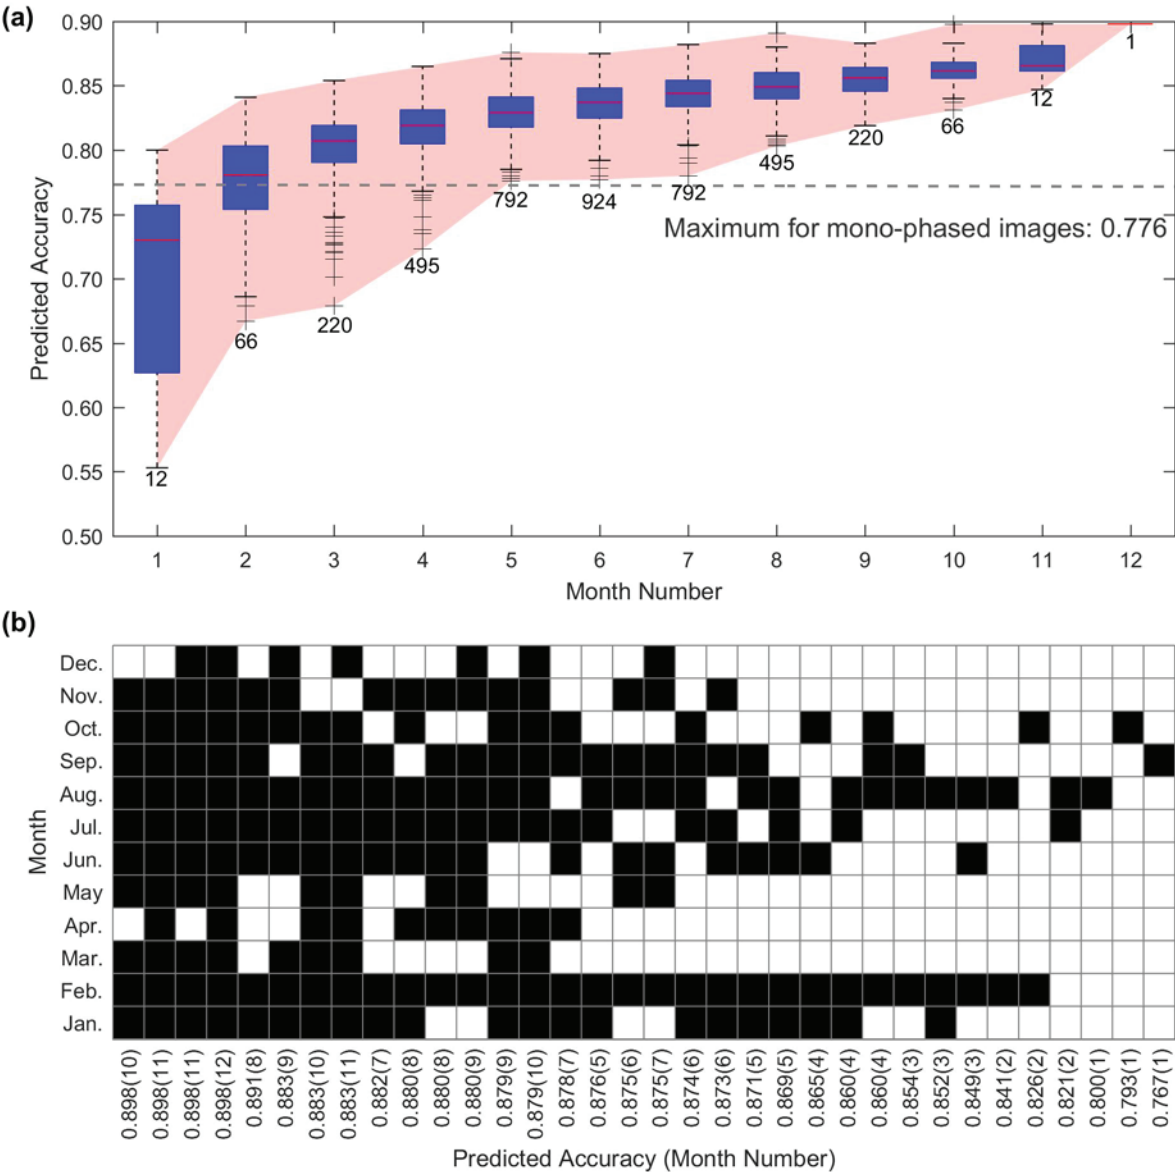 (a)
0.90
0.85
0.80
0.75
0.70
0.65
0.60
0.55
0.50
Predicted Accuracy
12
66
220
495
792
924
792
495
220
66
12
1
Maximum for mono-phased images: 0.776
1 2 3 4 5 6 7 8 9 10 11 12
Month Number
(b)
Month
Dec.
Nov.
Oct.
Sep.
Aug.
Jul.
Jun.
May
Apr.
Mar.
Feb.
Jan.
0.898(10)
0.898(11)
0.898(11)
0.898(12)
0.891(8)
0.883(9)
0.883(10)
0.883(11)
0.882(7)
0.880(8)
0.880(8)
0.880(9)
0.879(9)
0.879(10)
0.878(7)
0.876(5)
0.875(6)
0.875(7)
0.874(6)
0.873(6)
0.871(5)
0.869(5)
0.865(4)
0.860(4)
0.860(4)
0.854(3)
0.852(3)
0.849(3)
0.841(2)
0.826(2)
0.821(2)
0.800(1)
0.793(1)
0.767(1)
Predicted Accuracy (Month Number)